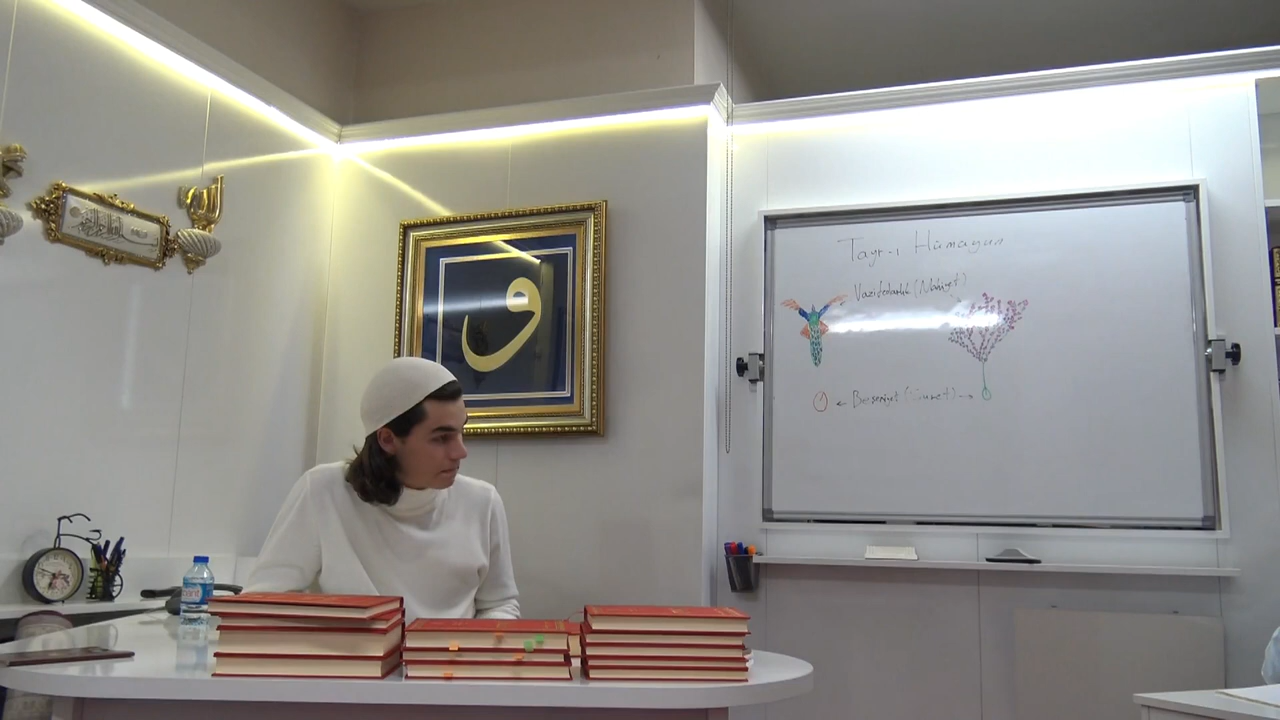 Tayr-ı Hümayun
Vazifedarlık (Mahiyet)
← Beşeriyet (Suret) →
و